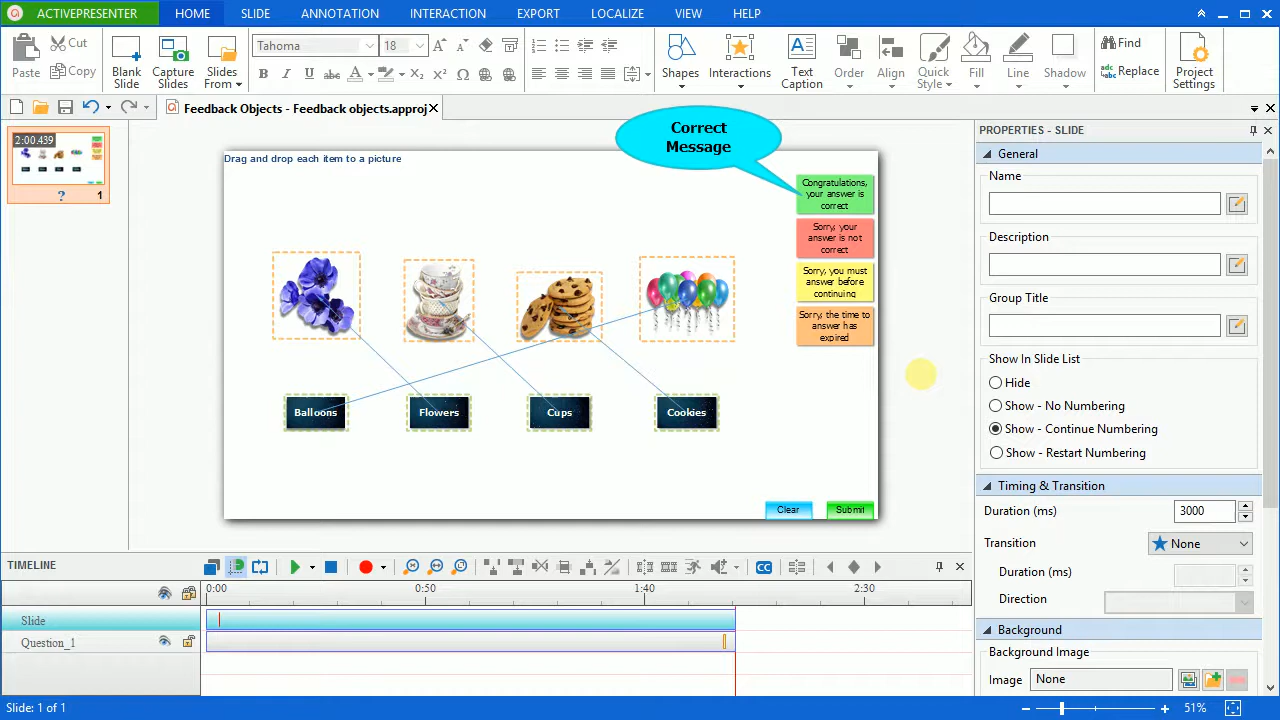 ACTIVEPRESENTER
HOME
SLIDE
ANNOTATION
INTERACTION
EXPORT
LOCALIZE
VIEW
HELP
Paste
Cut
Copy
Blank
Slide
Capture
Slides
Slides
From
Tahoma
18
Shapes
Interactions
Text
Caption
Order
Align
Quick
Style
Fill
Line
Shadow
Find
Replace
Project
Settings
Feedback Objects - Feedback objects.approj
2:00.439
? 1
Drag and drop each item to a picture
Correct
Message
Congratulations,
your answer is
correct
Sorry, your
answer is not
correct
Sorry, you must
answer before
continuing
Sorry, the time to
answer has
expired
Balloons
Flowers
Cups
Cookies
Clear
Submit
PROPERTIES - SLIDE
General
Name
Description
Group Title
Show In Slide List
Hide
Show - No Numbering
Show - Continue Numbering
Show - Restart Numbering
Timing & Transition
Duration (ms) 3000
Transition None
Duration (ms)
Direction
Background
Background Image
Image None
TIMELINE
0:00 0:50 1:40 2:30
Slide
Question_1
Slide: 1 of 1
51%